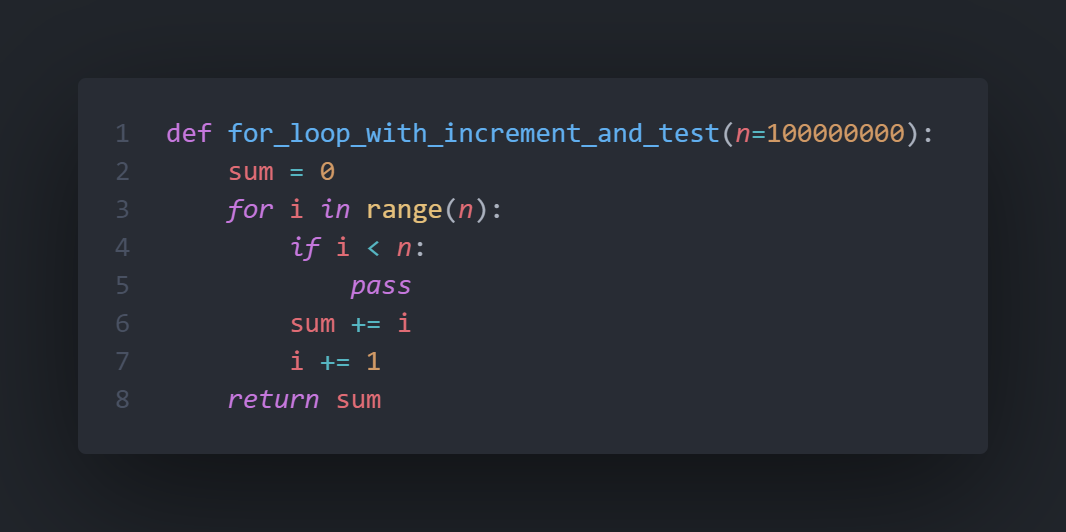 1 def for_loop_with_increment_and_test(n=100000000):
2     sum = 0
3     for i in range(n):
4         if i < n:
5             pass
6         sum += i
7         i += 1
8     return sum